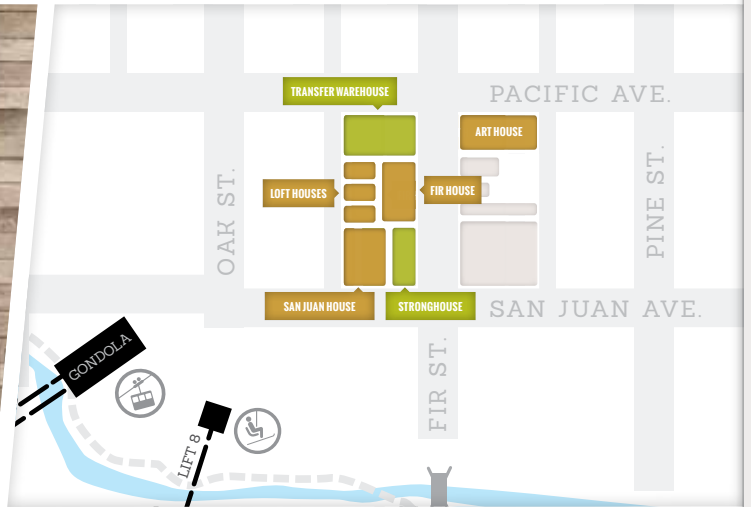 TRANSFER WAREHOUSE
PACIFIC AVE.
ART HOUSE
LOFT HOUSES
FIR HOUSE
OAK ST.
PINE ST.
SAN JUAN HOUSE
STRONGHOUSE
SAN JUAN AVE.
GONDOLA
FIR ST.
LIFT 8